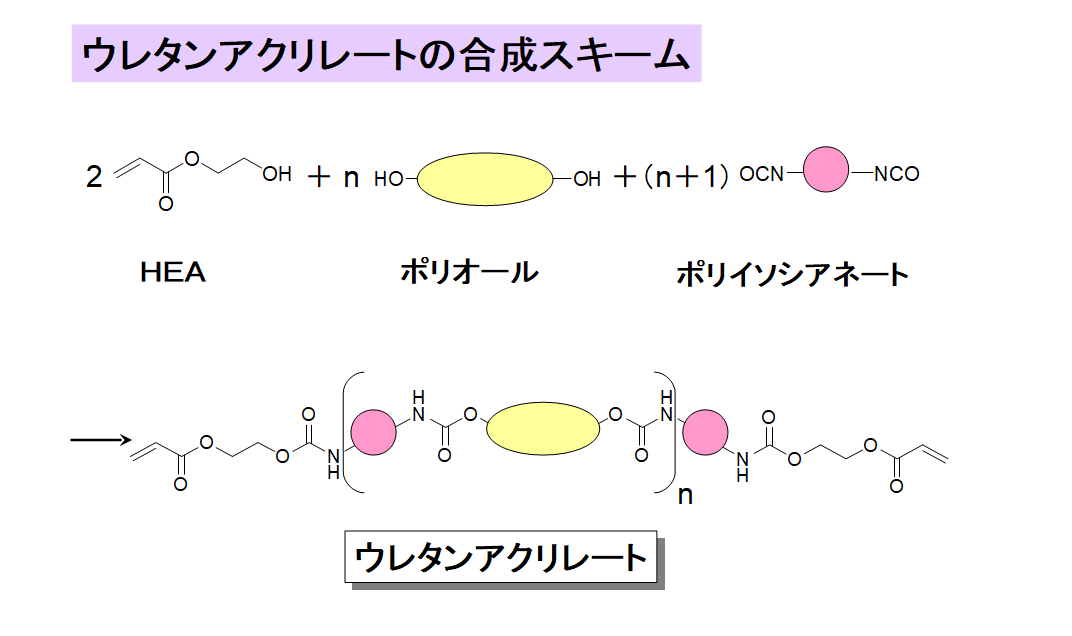 ウレタンアクリレートの合成スキーム
2 O O OH + n HO OH +(n+1) OCN NCO
HEA
ポリオール
ポリイソシアネート
O O O O N H H N O O O O H N O n N H O O O O
ウレタンアクリレート